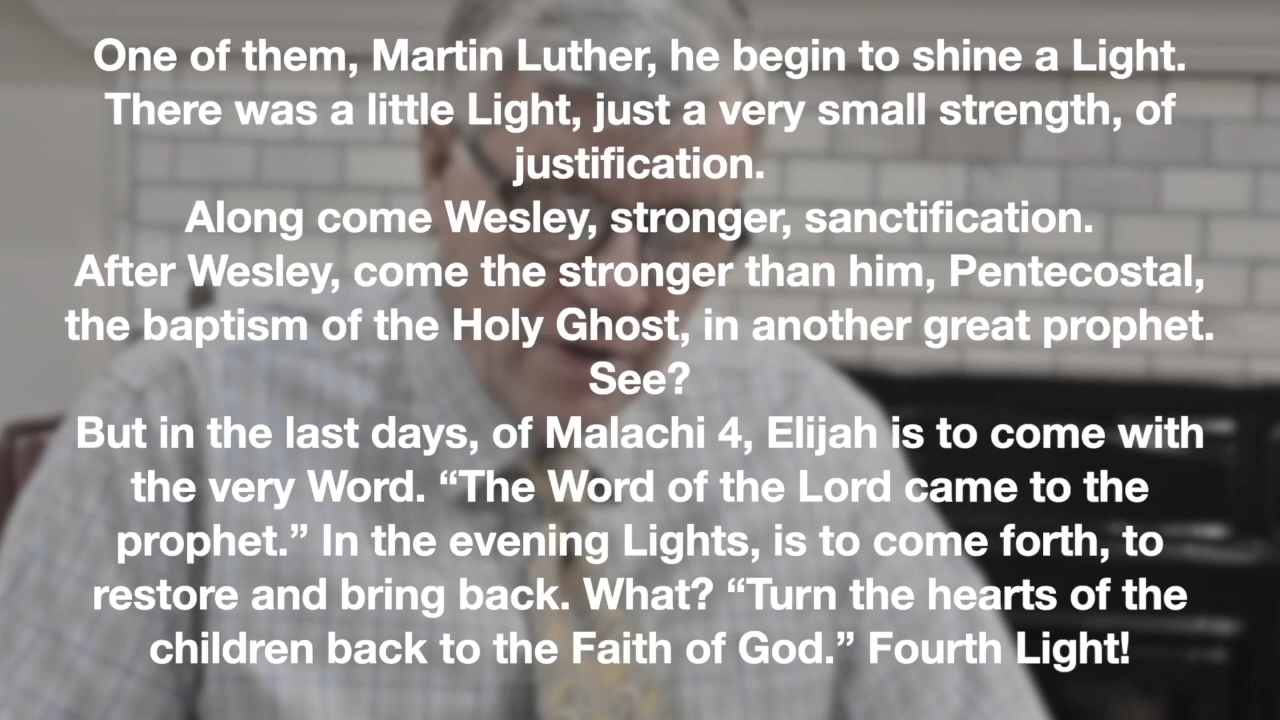 One of them, Martin Luther, he begin to shine a Light.
There was a little Light, just a very small strength, of
justification.
Along come Wesley, stronger, sanctification.
After Wesley, come the stronger than him, Pentecostal,
the baptism of the Holy Ghost, in another great prophet.
See?
But in the last days, of Malachi 4, Elijah is to come with
the very Word. “The Word of the Lord came to the
prophet.” In the evening Lights, is to come forth, to
restore and bring back. What? “Turn the hearts of the
children back to the Faith of God.” Fourth Light!